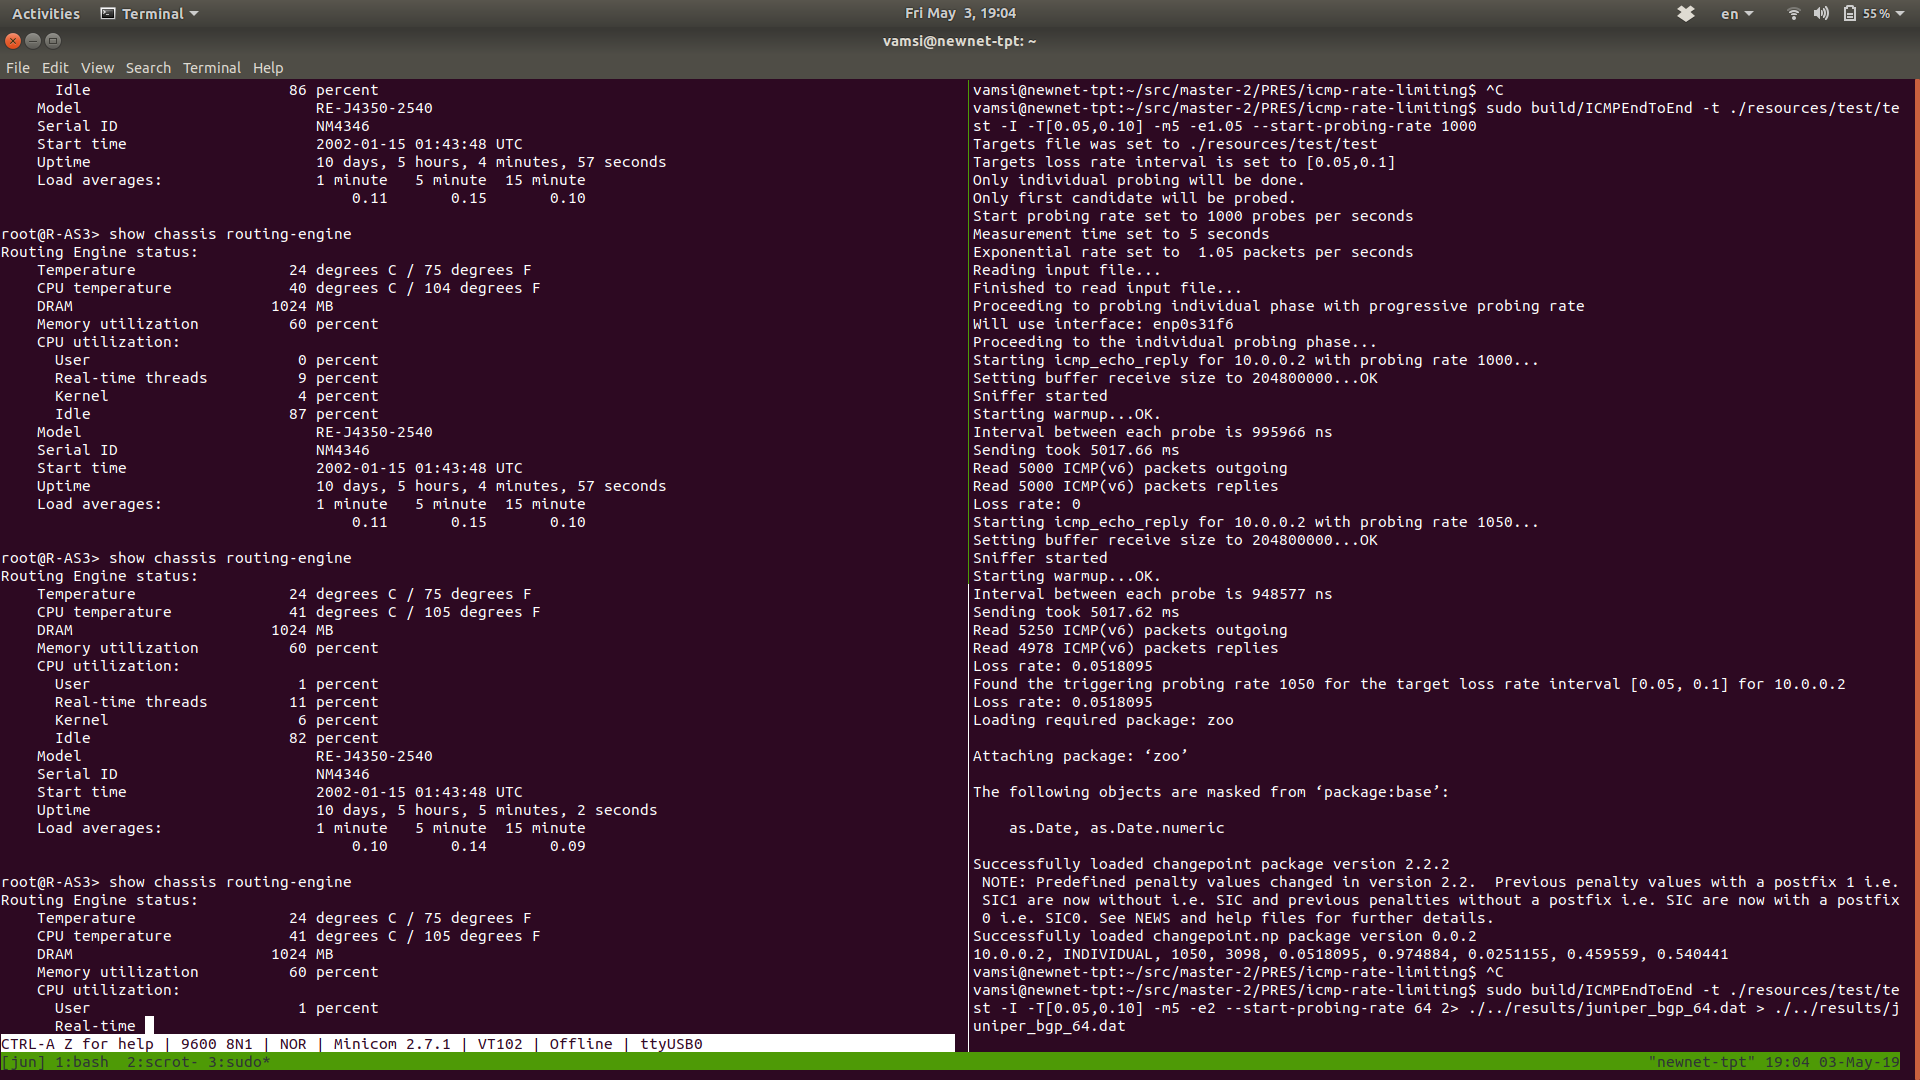 Activities Terminal Fri May 3, 19:04 en 55%
vamsi@newnet-tpt: ~
File Edit View Search Terminal Help
Idle 86 percent
Model RE-J4350-2540
Serial ID NM4346
Start time 2002-01-15 01:43:48 UTC
Uptime 10 days, 5 hours, 4 minutes, 57 seconds
Load averages: 1 minute 5 minute 15 minute
0.11 0.15 0.10
root@R-AS3> show chassis routing-engine
Routing Engine status:
Temperature 24 degrees C / 75 degrees F
CPU temperature 40 degrees C / 104 degrees F
DRAM 1024 MB
Memory utilization 60 percent
CPU utilization:
User 0 percent
Real-time threads 9 percent
Kernel 4 percent
Idle 87 percent
Model RE-J4350-2540
Serial ID NM4346
Start time 2002-01-15 01:43:48 UTC
Uptime 10 days, 5 hours, 4 minutes, 57 seconds
Load averages: 1 minute 5 minute 15 minute
0.11 0.15 0.10
root@R-AS3> show chassis routing-engine
Routing Engine status:
Temperature 24 degrees C / 75 degrees F
CPU temperature 41 degrees C / 105 degrees F
DRAM 1024 MB
Memory utilization 60 percent
CPU utilization:
User 1 percent
Real-time threads 11 percent
Kernel 6 percent
Idle 82 percent
Model RE-J4350-2540
Serial ID NM4346
Start time 2002-01-15 01:43:48 UTC
Uptime 10 days, 5 hours, 5 minutes, 2 seconds
Load averages: 1 minute 5 minute 15 minute
0.10 0.14 0.09
root@R-AS3> show chassis routing-engine
Routing Engine status:
Temperature 24 degrees C / 75 degrees F
CPU temperature 41 degrees C / 105 degrees F
DRAM 1024 MB
Memory utilization 60 percent
CPU utilization:
User 1 percent
Real-time
CTRL-A Z for help | 9600 8N1 | NOR | Minicom 2.7.1 | VT102 | Offline | ttyUSB0
vamsi@newnet-tpt:~/src/master-2/PRES/icmp-rate-limiting$ ^C
vamsi@newnet-tpt:~/src/master-2/PRES/icmp-rate-limiting$ sudo build/ICMPEndToEnd -t ./resources/test/te
st -I -T[0.05,0.10] -m5 -e1.05 --start-probing-rate 1000
Targets file was set to ./resources/test/test
Targets loss rate interval is set to [0.05,0.1]
Only individual probing will be done.
Only first candidate will be probed.
Start probing rate set to 1000 probes per seconds
Measurement time set to 5 seconds
Exponential rate set to  1.05 packets per seconds
Reading input file...
Finished to read input file...
Proceeding to probing individual phase with progressive probing rate
Will use interface: enp0s31f6
Proceeding to the individual probing phase...
Starting icmp_echo_reply for 10.0.0.2 with probing rate 1000...
Setting buffer receive size to 204800000...OK
Sniffer started
Starting warmup...OK.
Interval between each probe is 995966 ns
Sending took 5017.66 ms
Read 5000 ICMP(v6) packets outgoing
Read 5000 ICMP(v6) packets replies
Loss rate: 0
Starting icmp_echo_reply for 10.0.0.2 with probing rate 1050...
Setting buffer receive size to 204800000...OK
Sniffer started
Starting warmup...OK.
Interval between each probe is 948577 ns
Sending took 5017.62 ms
Read 5250 ICMP(v6) packets outgoing
Read 4978 ICMP(v6) packets replies
Loss rate: 0.0518095
Found the triggering probing rate 1050 for the target loss rate interval [0.05, 0.1] for 10.0.0.2
Loss rate: 0.0518095
Loading required package: zoo
Attaching package: ‘zoo’
The following objects are masked from ‘package:base’:
as.Date, as.Date.numeric
Successfully loaded changepoint package version 2.2.2
NOTE: Predefined penalty values changed in version 2.2.  Previous penalty values with a postfix 1 i.e.
SIC1 are now without i.e. SIC and previous penalties without a postfix i.e. SIC are now with a postfix
0 i.e. SIC0. See NEWS and help files for further details.
Successfully loaded changepoint.np package version 0.0.2
10.0.0.2, INDIVIDUAL, 1050, 3098, 0.0518095, 0.974884, 0.0251155, 0.459559, 0.540441
vamsi@newnet-tpt:~/src/master-2/PRES/icmp-rate-limiting$ ^C
vamsi@newnet-tpt:~/src/master-2/PRES/icmp-rate-limiting$ sudo build/ICMPEndToEnd -t ./resources/test/te
st -I -T[0.05,0.10] -m5 -e2 --start-probing-rate 64 2> ./../results/juniper_bgp_64.dat > ./../results/j
uniper_bgp_64.dat
[jun] 1:bash  2:scrot- 3:sudo* "newnet-tpt" 19:04 03-May-19